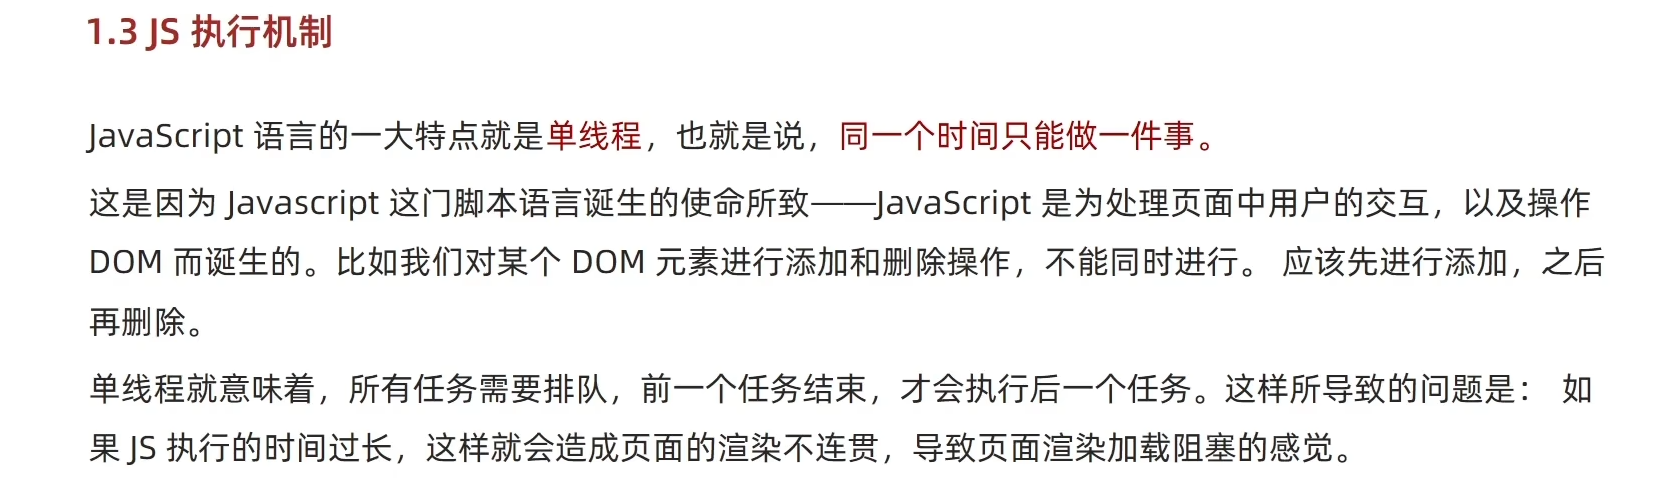 1.3 JS 执行机制
JavaScript 语言的一大特点就是单线程，也就是说，同一个时间只能做一件事。
这是因为 Javascript 这门脚本语言诞生的使命所致——JavaScript 是为处理页面中用户的交互，以及操作
DOM 而诞生的。比如我们对某个 DOM 元素进行添加和删除操作，不能同时进行。 应该先进行添加，之后
再删除。
单线程就意味着，所有任务需要排队，前一个任务结束，才会执行后一个任务。这样所导致的问题是： 如
果 JS 执行的时间过长，这样就会造成页面的渲染不连贯，导致页面渲染加载阻塞的感觉。